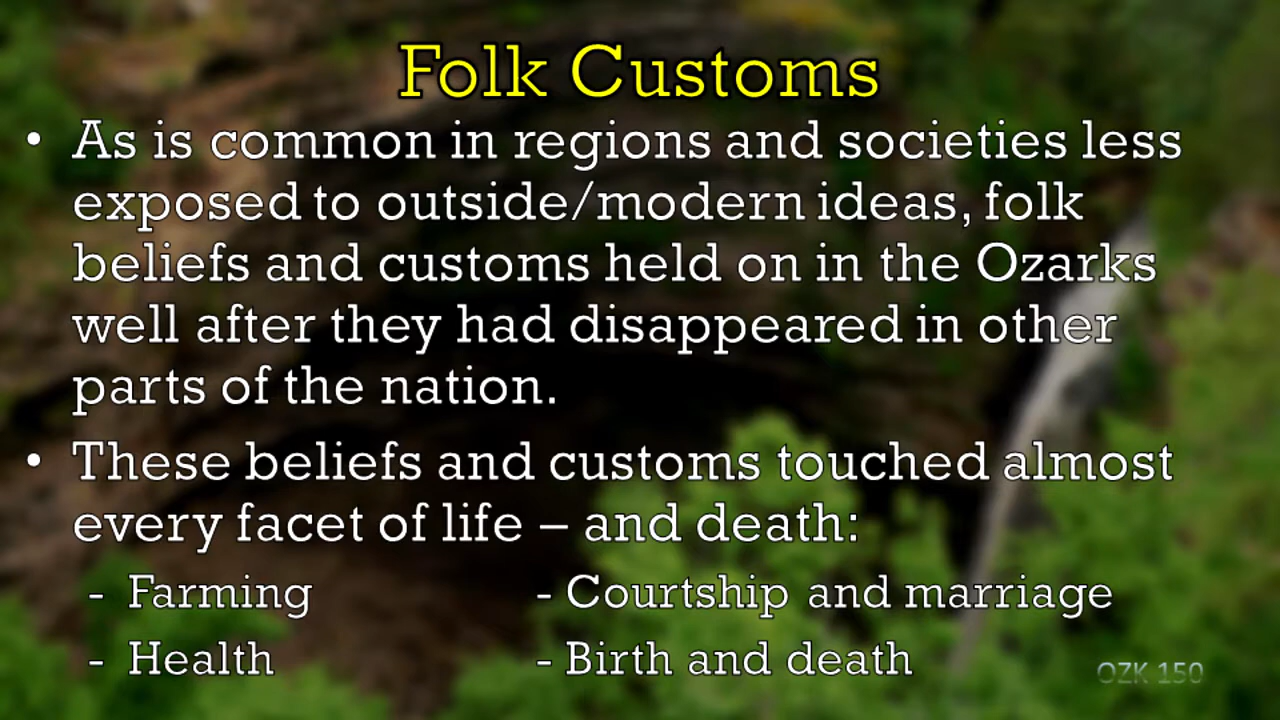 Folk Customs
• As is common in regions and societies less
exposed to outside/modern ideas, folk
beliefs and customs held on in the Ozarks
well after they had disappeared in other
parts of the nation.
• These beliefs and customs touched almost
every facet of life – and death:
- Farming - Courtship and marriage
- Health - Birth and death
OZK 150